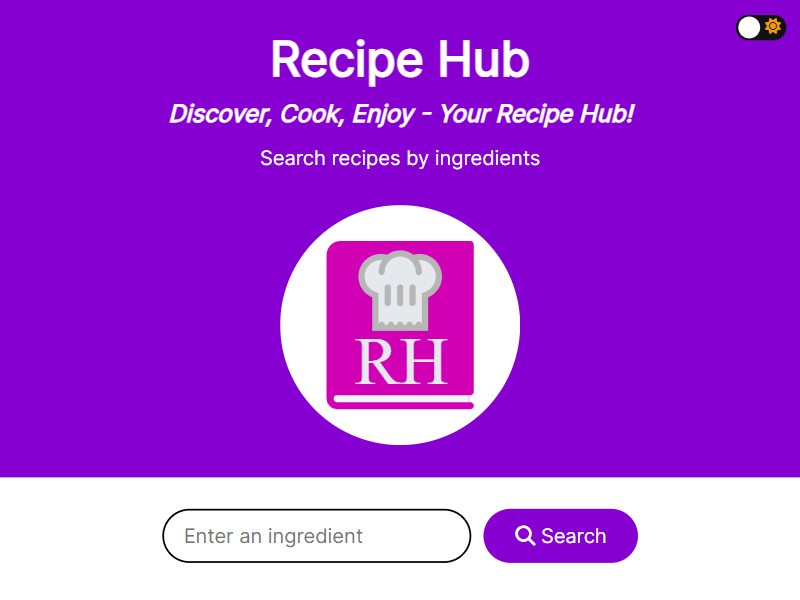 Recipe Hub
Discover, Cook, Enjoy - Your Recipe Hub!
Search recipes by ingredients
RH
Enter an ingredient
Search